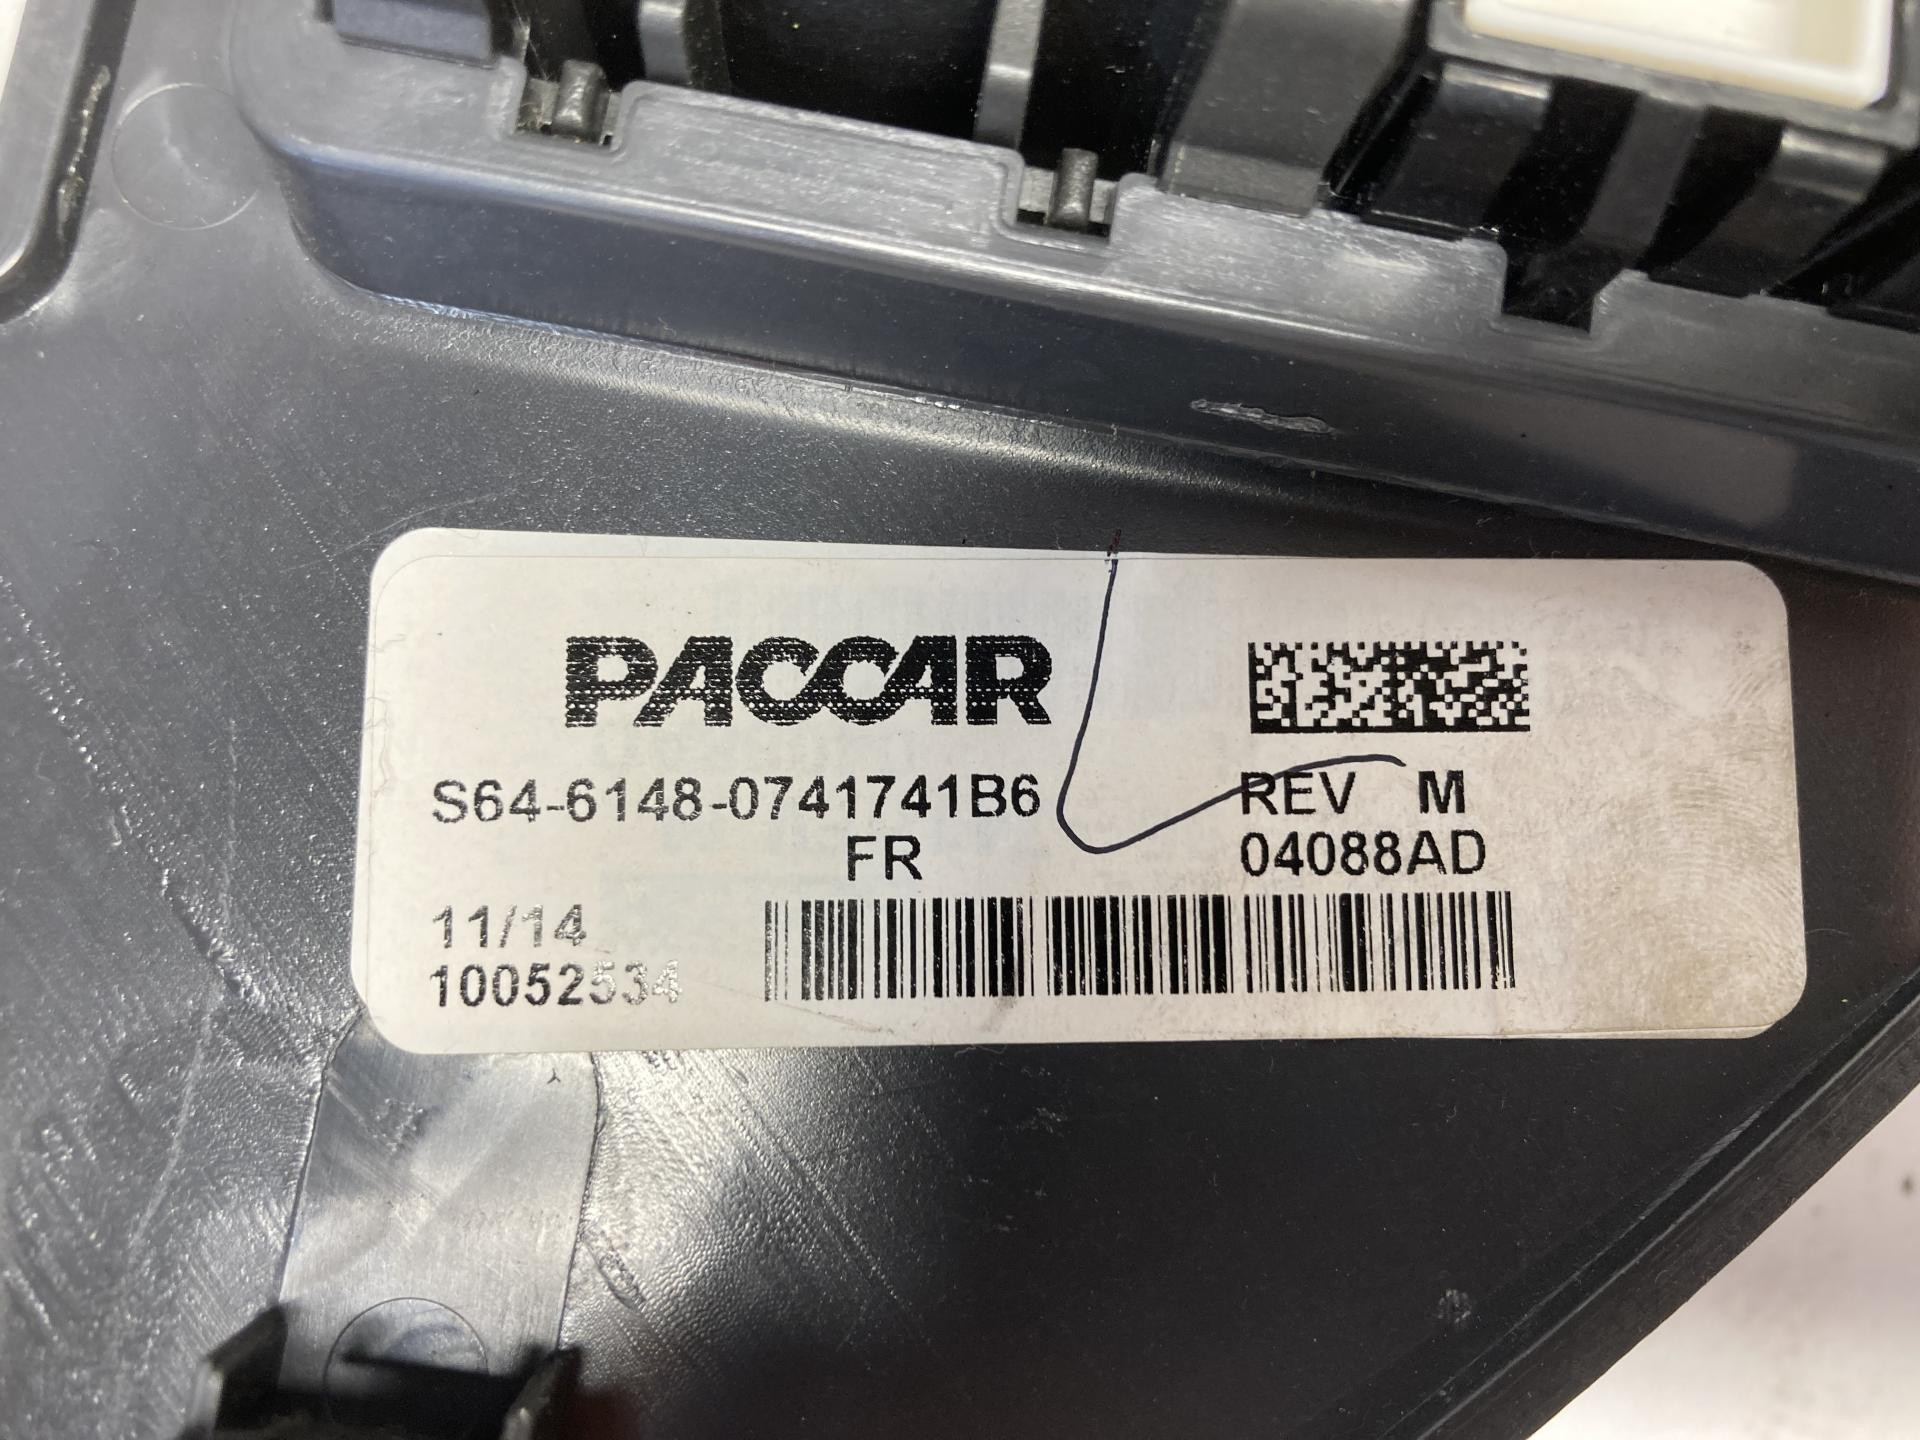 PACCAR
S64-6148-0741741B6 REV M
FR 04088AD
11/14
10052534